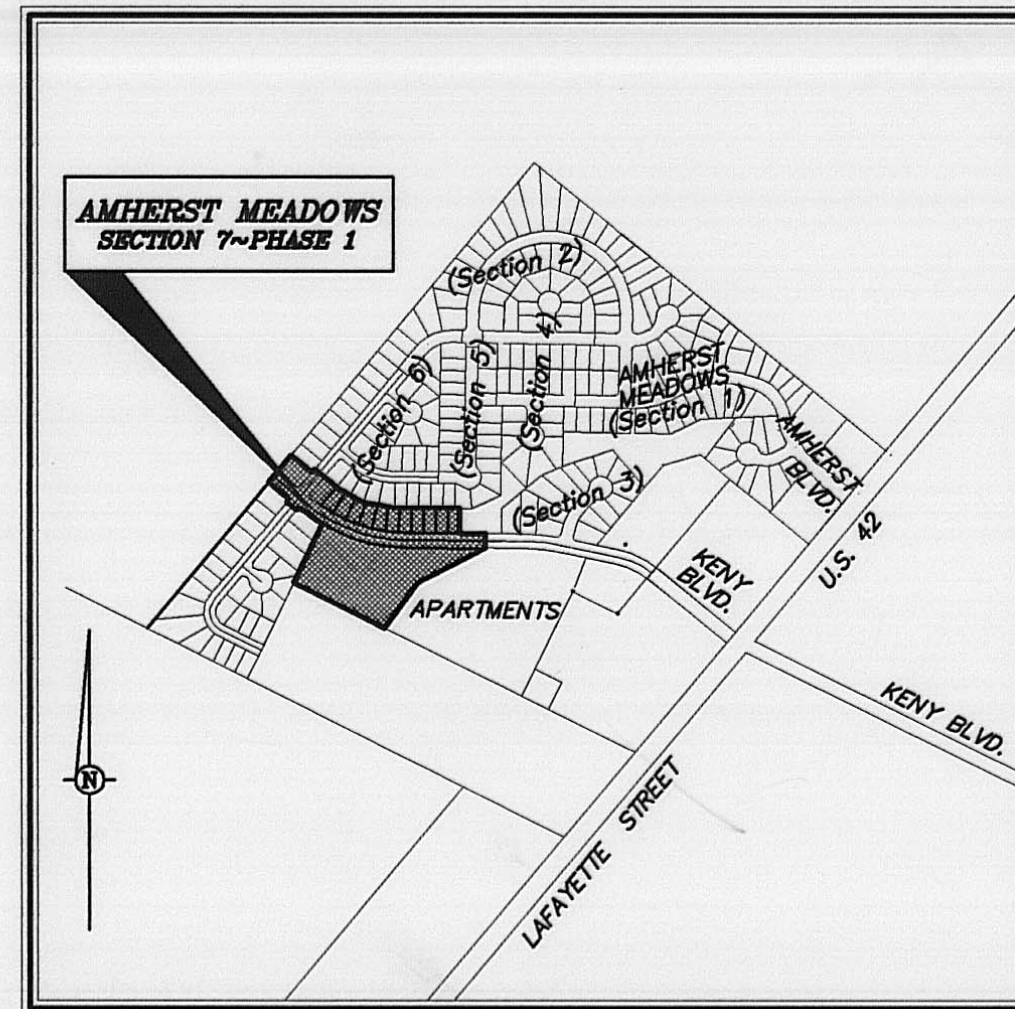 AMHERST MEADOWS
SECTION 7~PHASE 1
(Section 2)
(Section 4)
(Section 5)
(Section 6)
AMHERST
MEADOWS
(Section 1)
(Section 3)
AMHERST
BLVD.
U.S. 42
KENY
BLVD.
APARTMENTS
KENY BLVD.
LAFAYETTE STREET
N